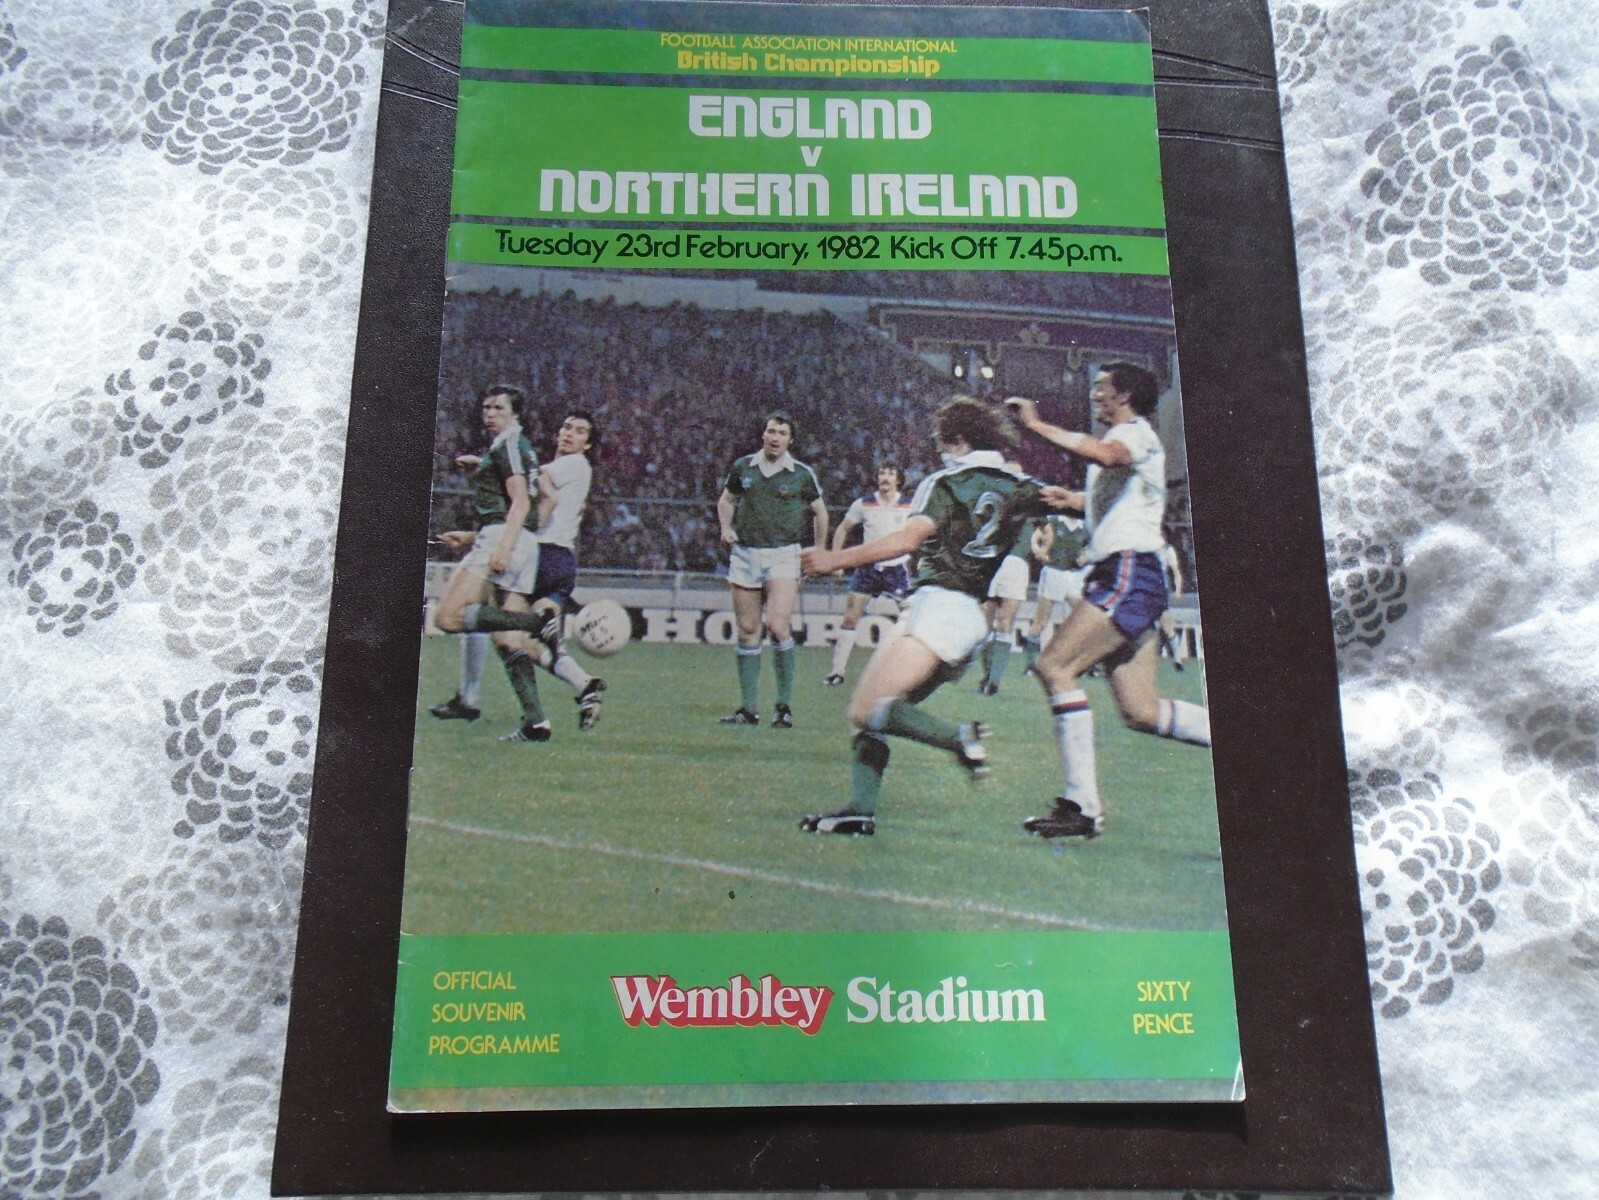 FOOTBALL ASSOCIATION INTERNATIONAL
British Championship
ENGLAND
v
NORTHERN IRELAND
Tuesday 23rd February, 1982 Kick Off 7.45p.m.
2
OFFICIAL
SOUVENIR
PROGRAMME
Wembley Stadium
SIXTY
PENCE